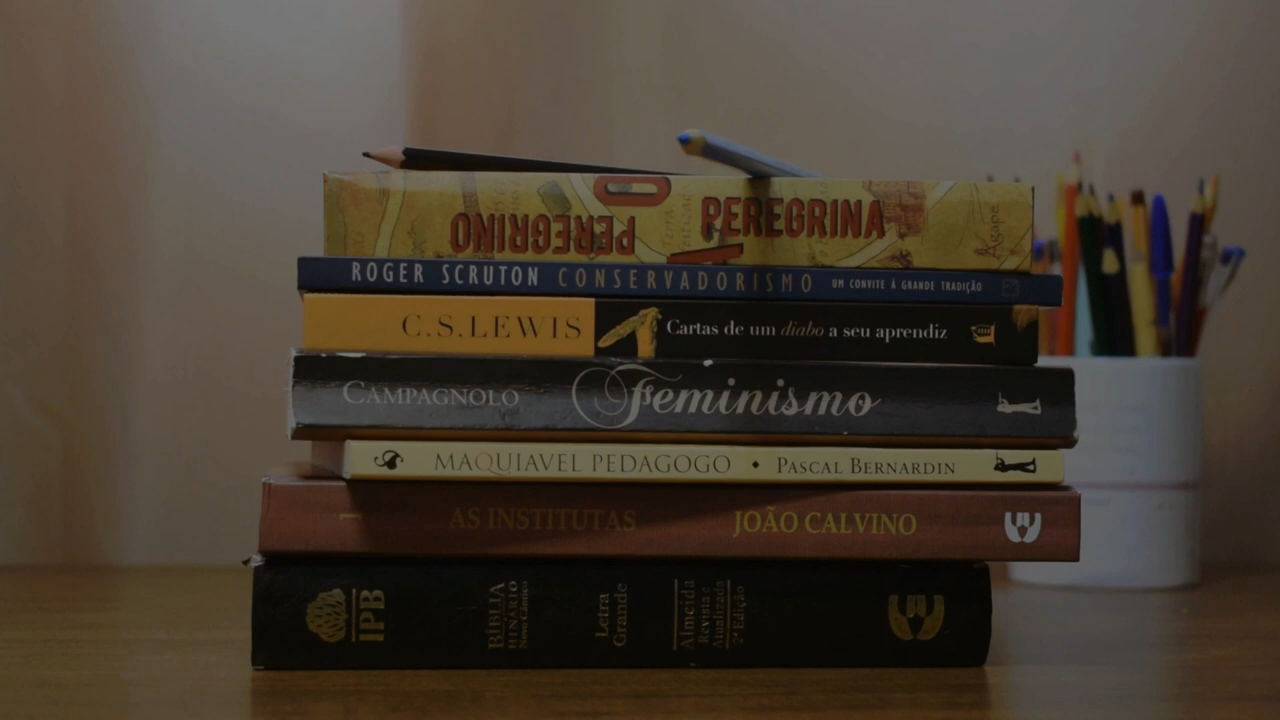 O PEREGRINO
A PEREGRINA
Ágape
ROGER SCRUTON CONSERVADORISMO UM CONVITE À GRANDE TRADIÇÃO
C.S.LEWIS Cartas de um diabo a seu aprendiz
CAMPAGNOLO Feminismo
MAQUIAVEL PEDAGOGO • PASCAL BERNARDIN
1 AS INSTITUTAS JOÃO CALVINO
IPB
BÍBLIA
HINÁRIO
Novo Cântico
Letra
Grande
Almeida
Revista e
Atualizada
2ª Edição